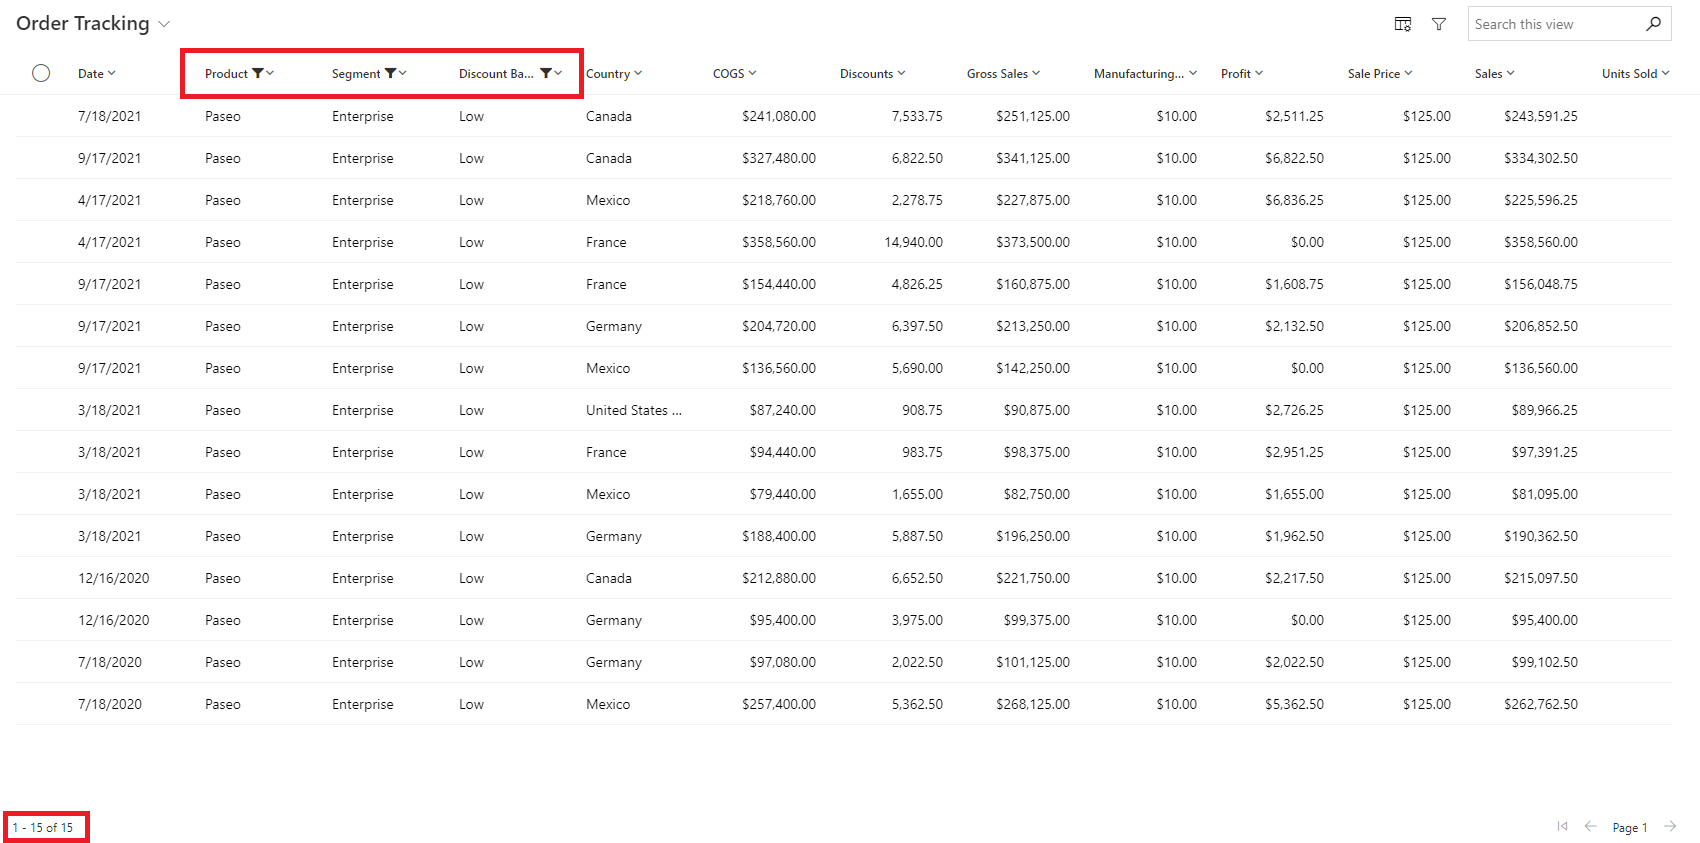 Order Tracking
Search this view
Date Product Segment Discount Ba... Country COGS Discounts Gross Sales Manufacturing... Profit Sale Price Sales Units Sold
7/18/2021 Paseo Enterprise Low Canada $241,080.00 7,533.75 $251,125.00 $10.00 $2,511.25 $125.00 $243,591.25
9/17/2021 Paseo Enterprise Low Canada $327,480.00 6,822.50 $341,125.00 $10.00 $6,822.50 $125.00 $334,302.50
4/17/2021 Paseo Enterprise Low Mexico $218,760.00 2,278.75 $227,875.00 $10.00 $6,836.25 $125.00 $225,596.25
4/17/2021 Paseo Enterprise Low France $358,560.00 14,940.00 $373,500.00 $10.00 $0.00 $125.00 $358,560.00
9/17/2021 Paseo Enterprise Low France $154,440.00 4,826.25 $160,875.00 $10.00 $1,608.75 $125.00 $156,048.75
9/17/2021 Paseo Enterprise Low Germany $204,720.00 6,397.50 $213,250.00 $10.00 $2,132.50 $125.00 $206,852.50
9/17/2021 Paseo Enterprise Low Mexico $136,560.00 5,690.00 $142,250.00 $10.00 $0.00 $125.00 $136,560.00
3/18/2021 Paseo Enterprise Low United States ... $87,240.00 908.75 $90,875.00 $10.00 $2,726.25 $125.00 $89,966.25
3/18/2021 Paseo Enterprise Low France $94,440.00 983.75 $98,375.00 $10.00 $2,951.25 $125.00 $97,391.25
3/18/2021 Paseo Enterprise Low Mexico $79,440.00 1,655.00 $82,750.00 $10.00 $1,655.00 $125.00 $81,095.00
3/18/2021 Paseo Enterprise Low Germany $188,400.00 5,887.50 $196,250.00 $10.00 $1,962.50 $125.00 $190,362.50
12/16/2020 Paseo Enterprise Low Canada $212,880.00 6,652.50 $221,750.00 $10.00 $2,217.50 $125.00 $215,097.50
12/16/2020 Paseo Enterprise Low Germany $95,400.00 3,975.00 $99,375.00 $10.00 $0.00 $125.00 $95,400.00
7/18/2020 Paseo Enterprise Low Germany $97,080.00 2,022.50 $101,125.00 $10.00 $2,022.50 $125.00 $99,102.50
7/18/2020 Paseo Enterprise Low Mexico $257,400.00 5,362.50 $268,125.00 $10.00 $5,362.50 $125.00 $262,762.50
1 - 15 of 15
Page 1